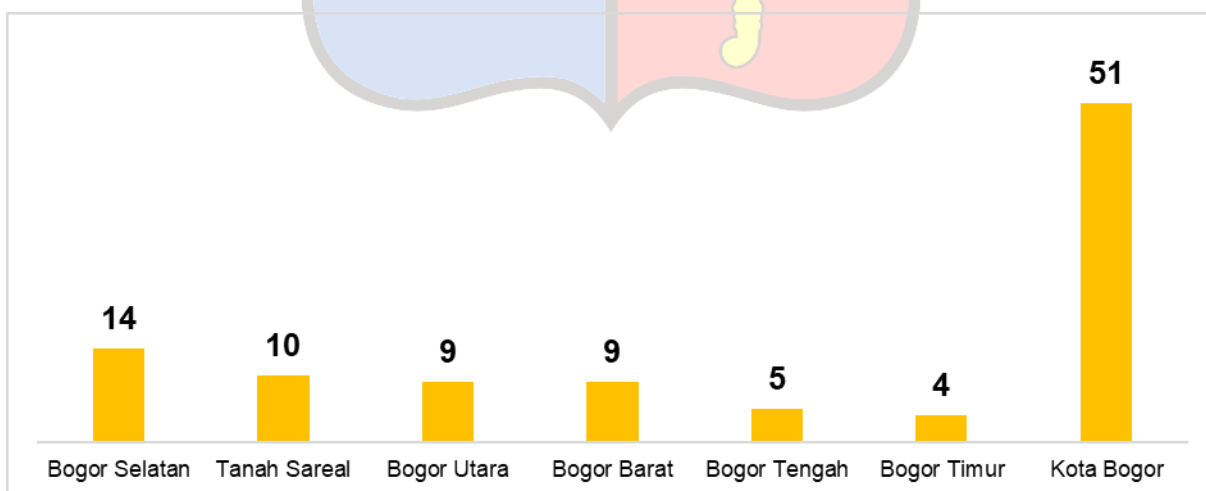 51
14
10
9
9
5
4
Bogor Selatan
Tanah Sareal
Bogor Utara
Bogor Barat
Bogor Tengah
Bogor Timur
Kota Bogor